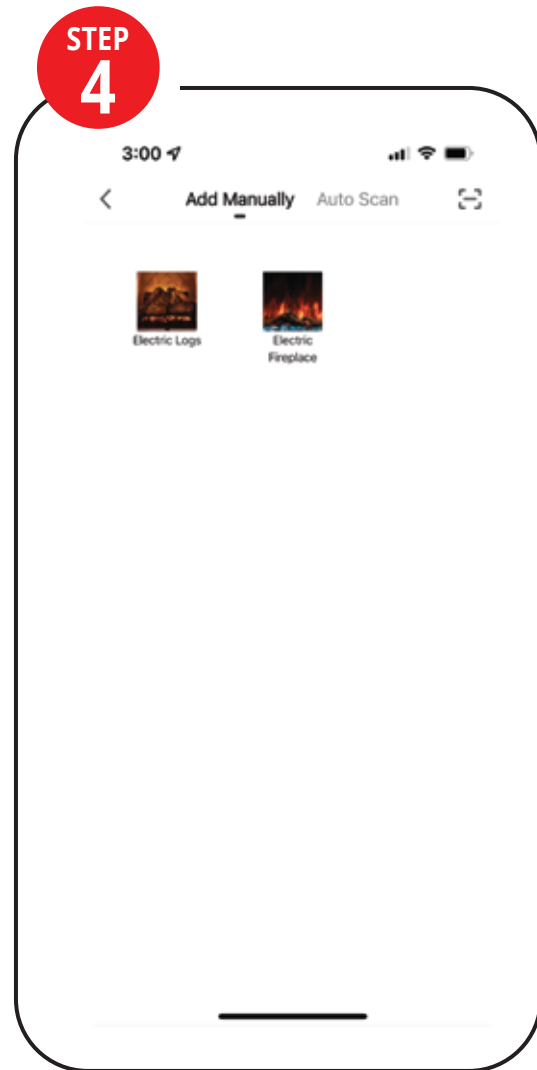 STEP
4
3:00
Add Manually Auto Scan
Electric Logs
Electric
Fireplace